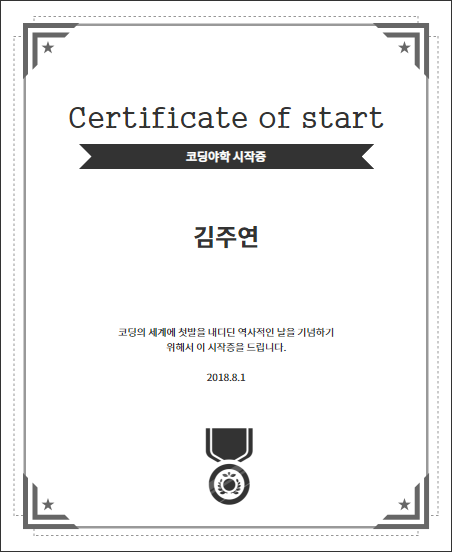 Certificate of start
코딩야학 시작증
김주연
코딩의 세계에 첫발을 내디딘 역사적인 날을 기념하기
위해서 이 시작증을 드립니다.
2018.8.1